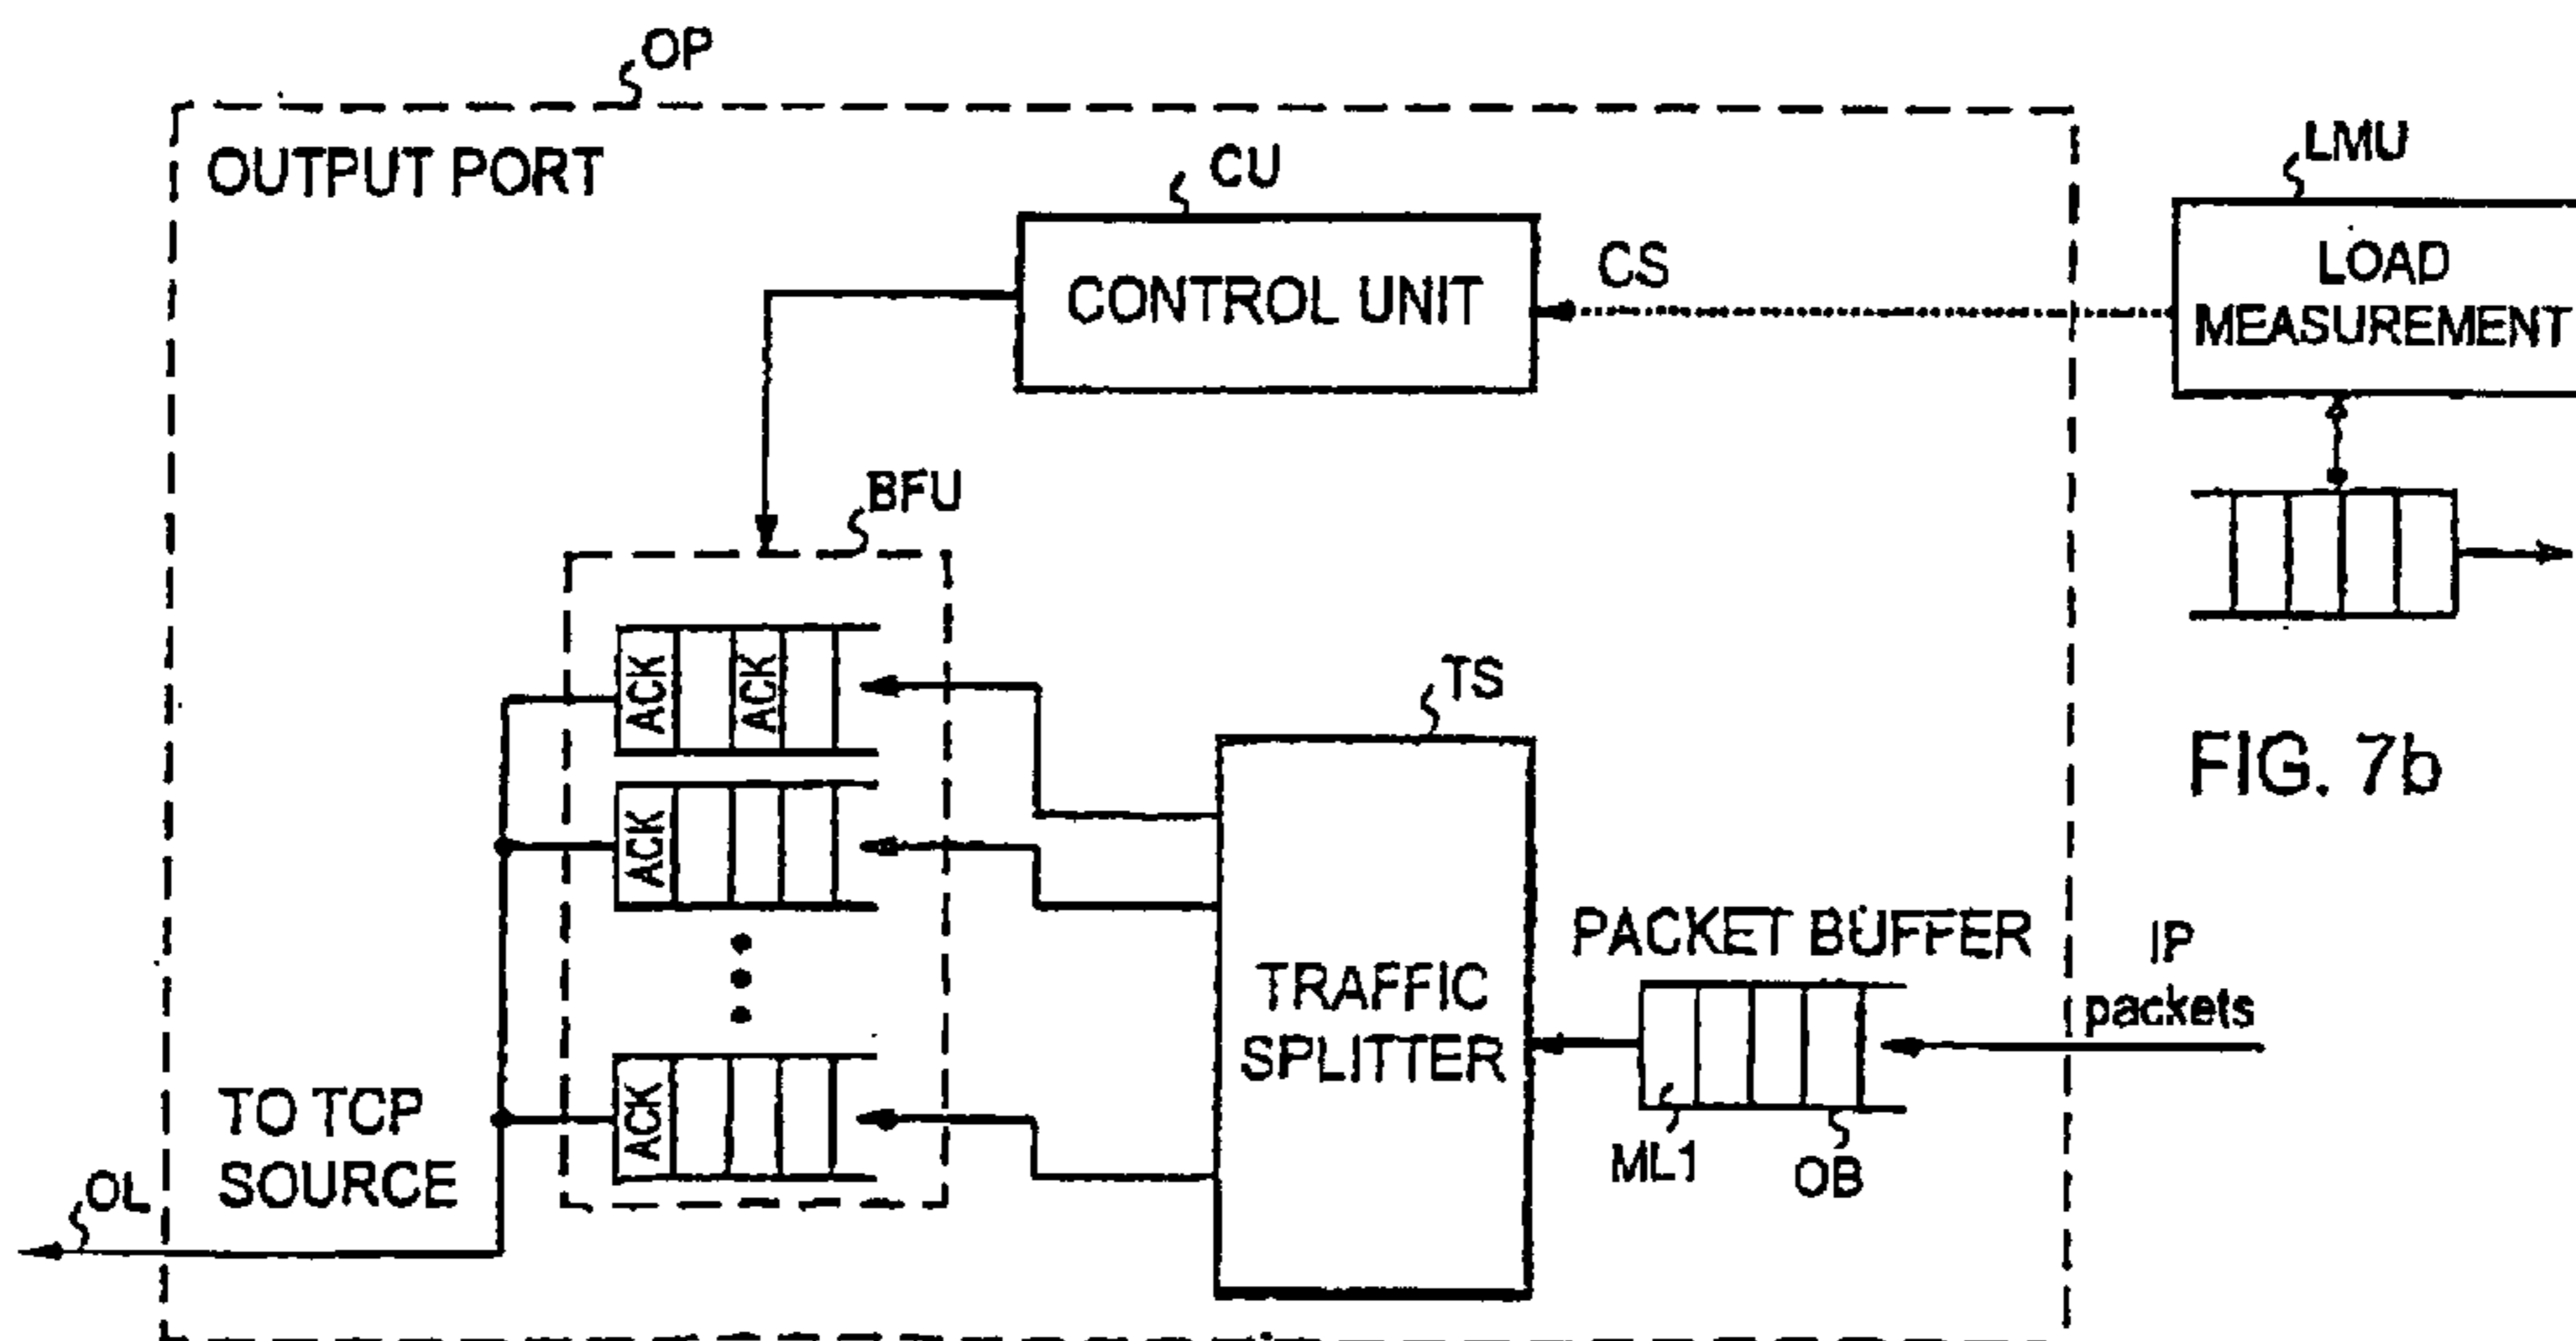 OP
OUTPUT PORT
CU
CONTROL UNIT
CS
LMU
LOAD
MEASUREMENT
BFU
ACK
ACK
ACK
ACK
TS
TRAFFIC
SPLITTER
FIG. 7b
PACKET BUFFER
IP
packets
ML1
OB
TO TCP
SOURCE
OL